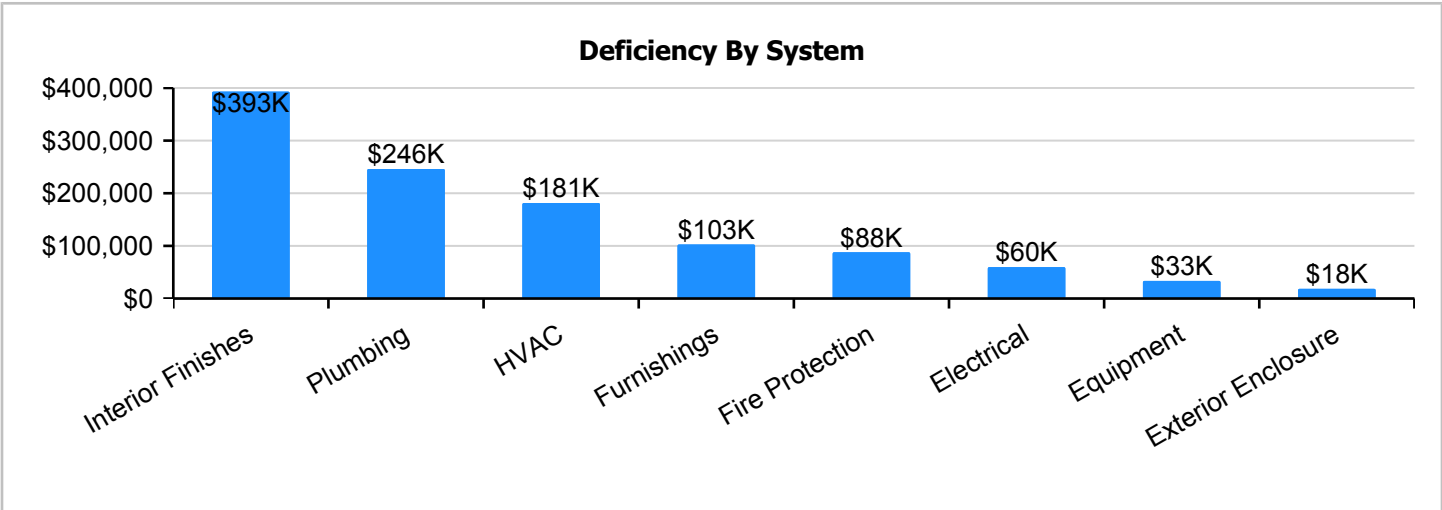 Deficiency By System
$400,000
$300,000
$200,000
$100,000
$0
$393K
$246K
$181K
$103K
$88K
$60K
$33K
$18K
Interior Finishes
Plumbing
HVAC
Furnishings
Fire Protection
Electrical
Equipment
Exterior Enclosure